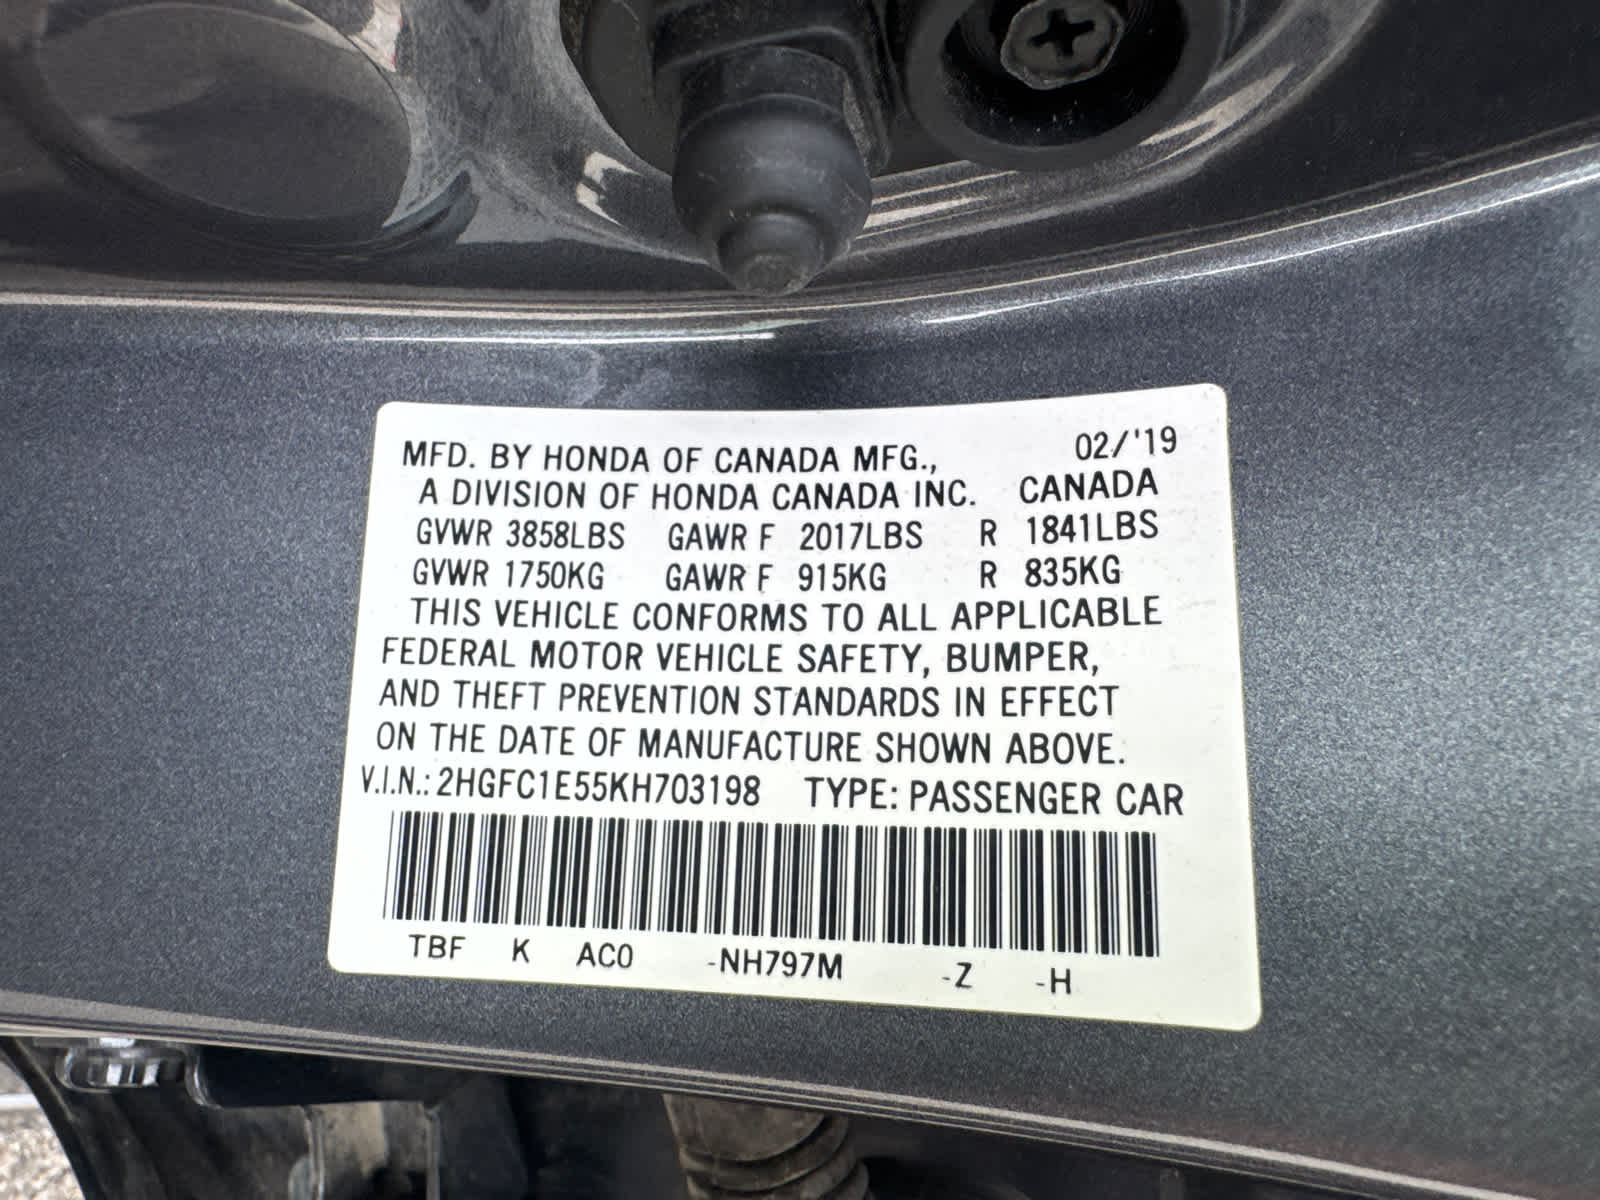 MFD. BY HONDA OF CANADA MFG., 02/'19
A DIVISION OF HONDA CANADA INC. CANADA
GVWR 3858LBS GAWR F 2017LBS R 1841LBS
GVWR 1750KG GAWR F 915KG R 835KG
THIS VEHICLE CONFORMS TO ALL APPLICABLE
FEDERAL MOTOR VEHICLE SAFETY, BUMPER,
AND THEFT PREVENTION STANDARDS IN EFFECT
ON THE DATE OF MANUFACTURE SHOWN ABOVE.
V.I.N.: 2HGFC1E55KH703198 TYPE: PASSENGER CAR
TBF K AC0 -NH797M -Z -H